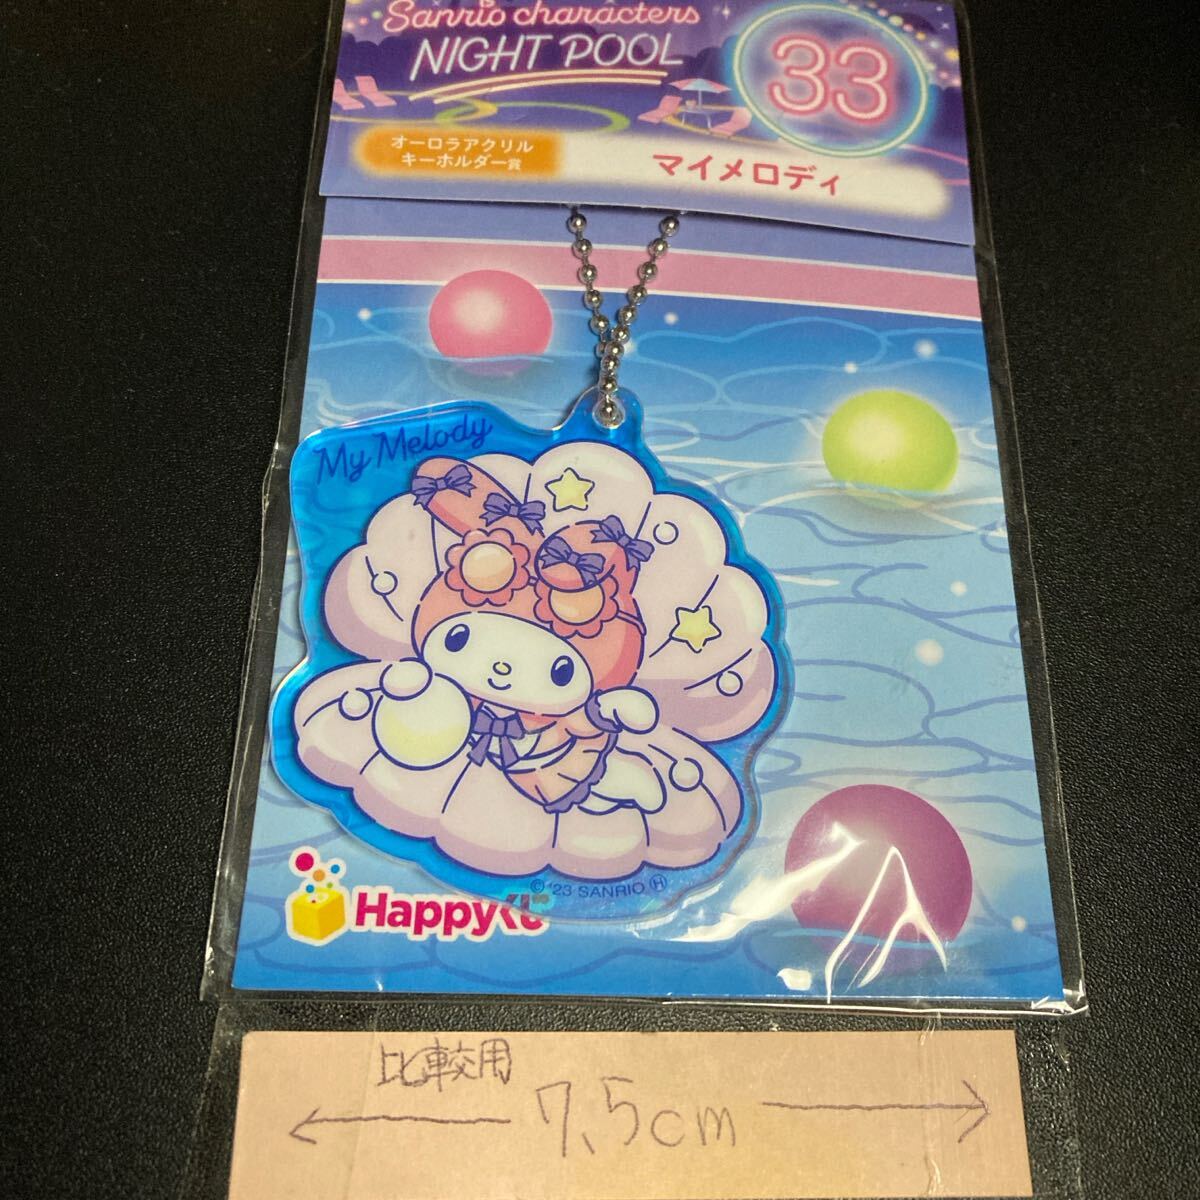 Sanrio characters
NIGHT POOL
33
オーロラアクリル
キーホルダー賞
マイメロディ
My Melody
© '23 SANRIO Ⓗ
Happyくじ
比較用
7.5cm